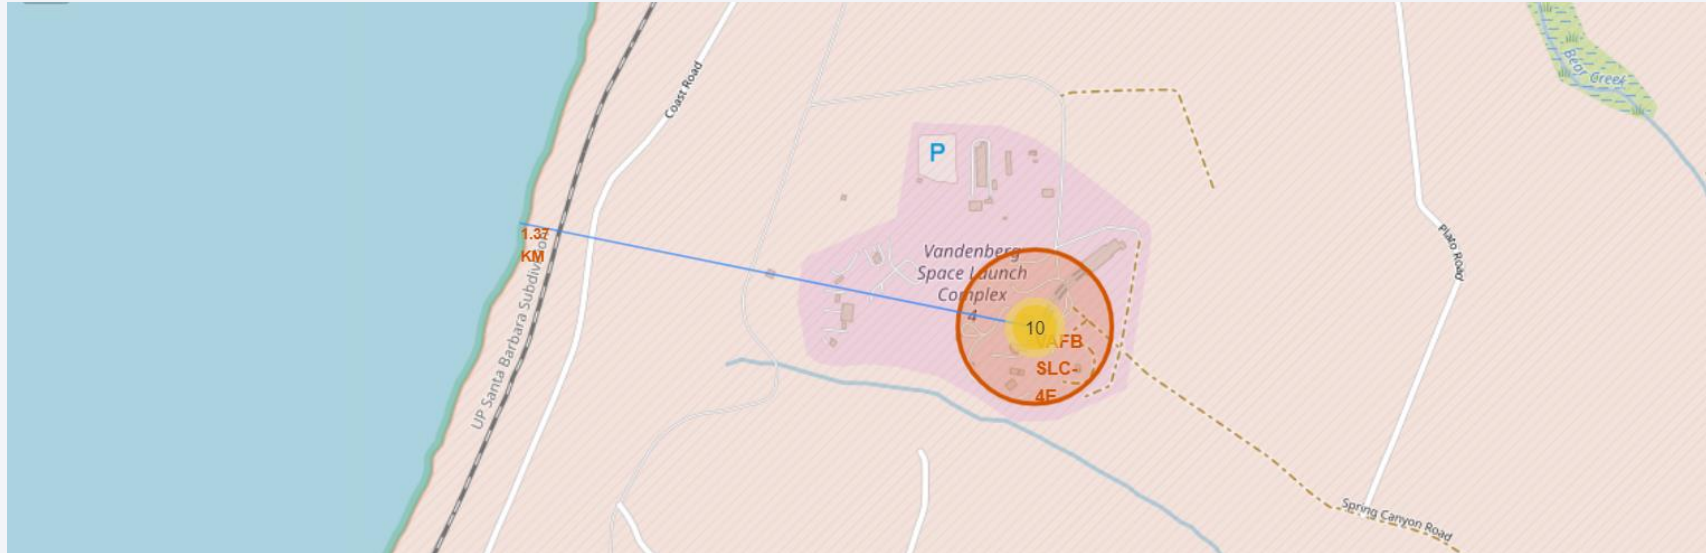 Bear Creek
Coast Road
P
Plato Road
1.37
KM
UP Santa Barbara Subdivision
Vandenberg
Space Launch
Complex
4
10
VAFB
SLC-
4E
Spring Canyon Road